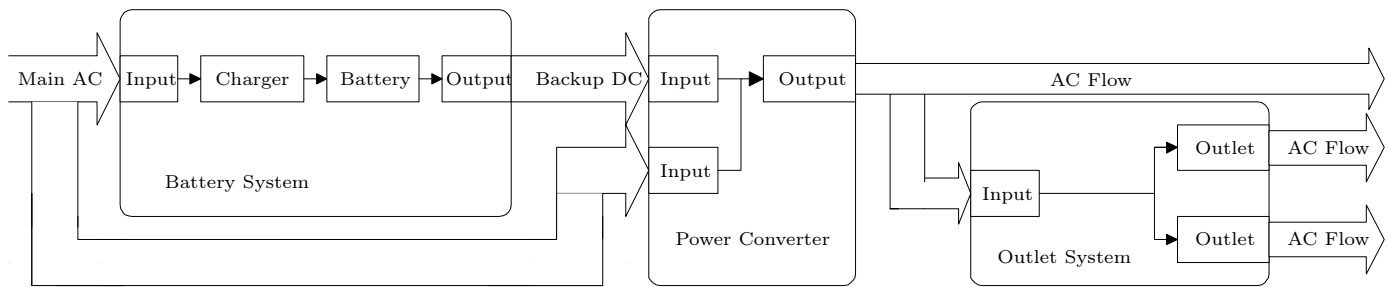 Main AC
Input
Charger
Battery
Output
Backup DC
Input
Output
AC Flow
Input
Battery System
Power Converter
Input
Outlet
AC Flow
Outlet
AC Flow
Outlet System